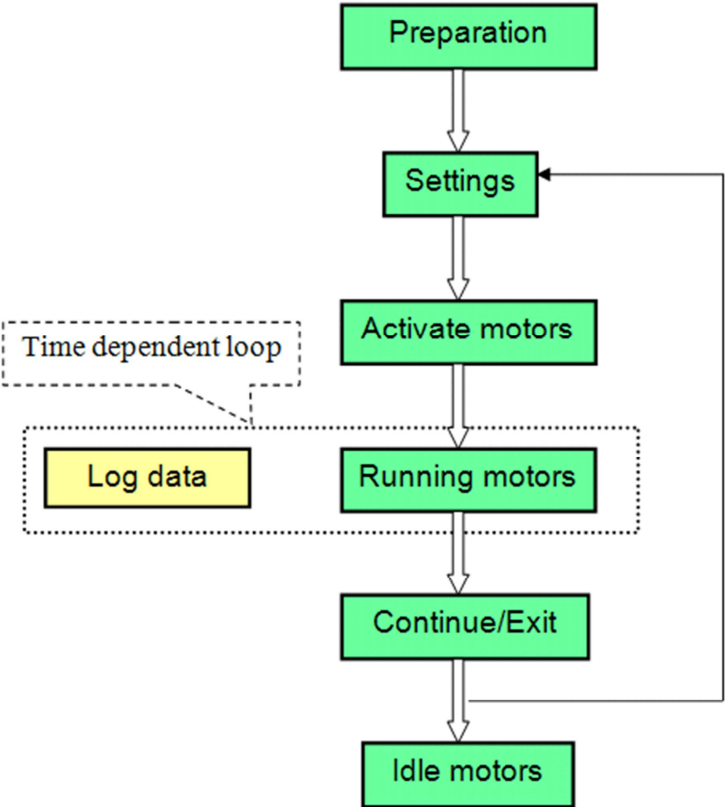 Preparation
Settings
Activate motors
Time dependent loop
Log data
Running motors
Continue/Exit
Idle motors